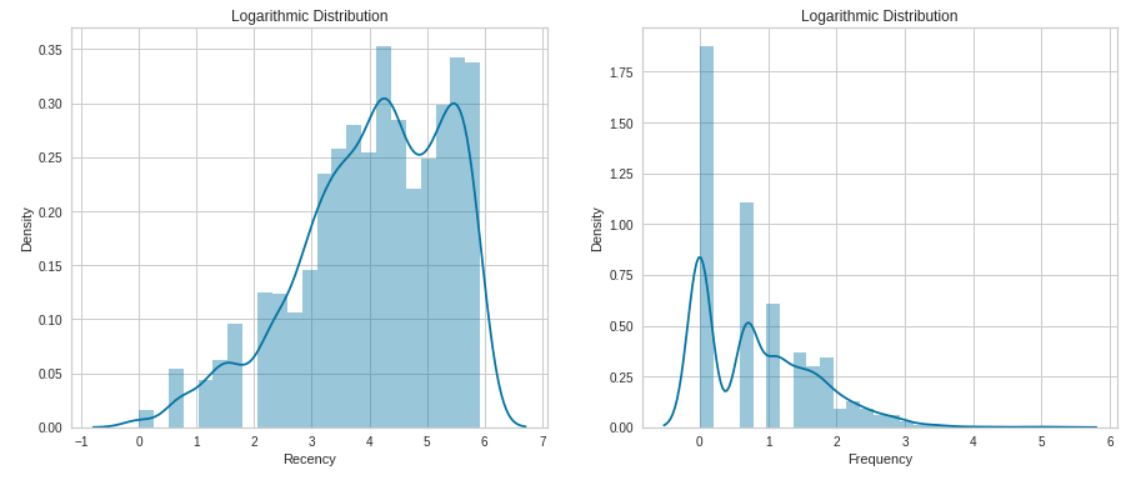 Logarithmic Distribution
0.35
0.30
0.25
0.20
0.15
0.10
0.05
0.00
Density
−1 0 1 2 3 4 5 6 7
Recency
Logarithmic Distribution
1.75
1.50
1.25
1.00
0.75
0.50
0.25
0.00
Density
0 1 2 3 4 5 6
Frequency